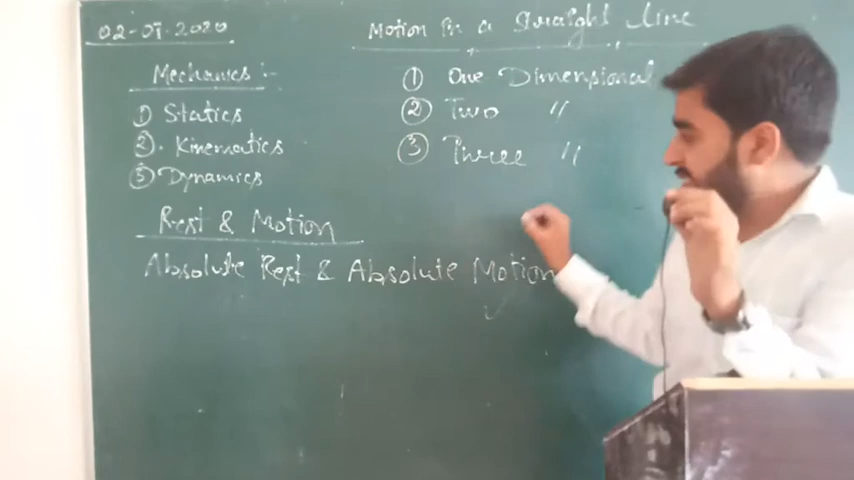 02-07-2020
Motion in a Straight Line
Mechanics :-
① Statics
②. Kinematics
③ Dynamics
① One Dimensional
② Two "
③ Three "
Rest & Motion
Absolute Rest & Absolute Motion